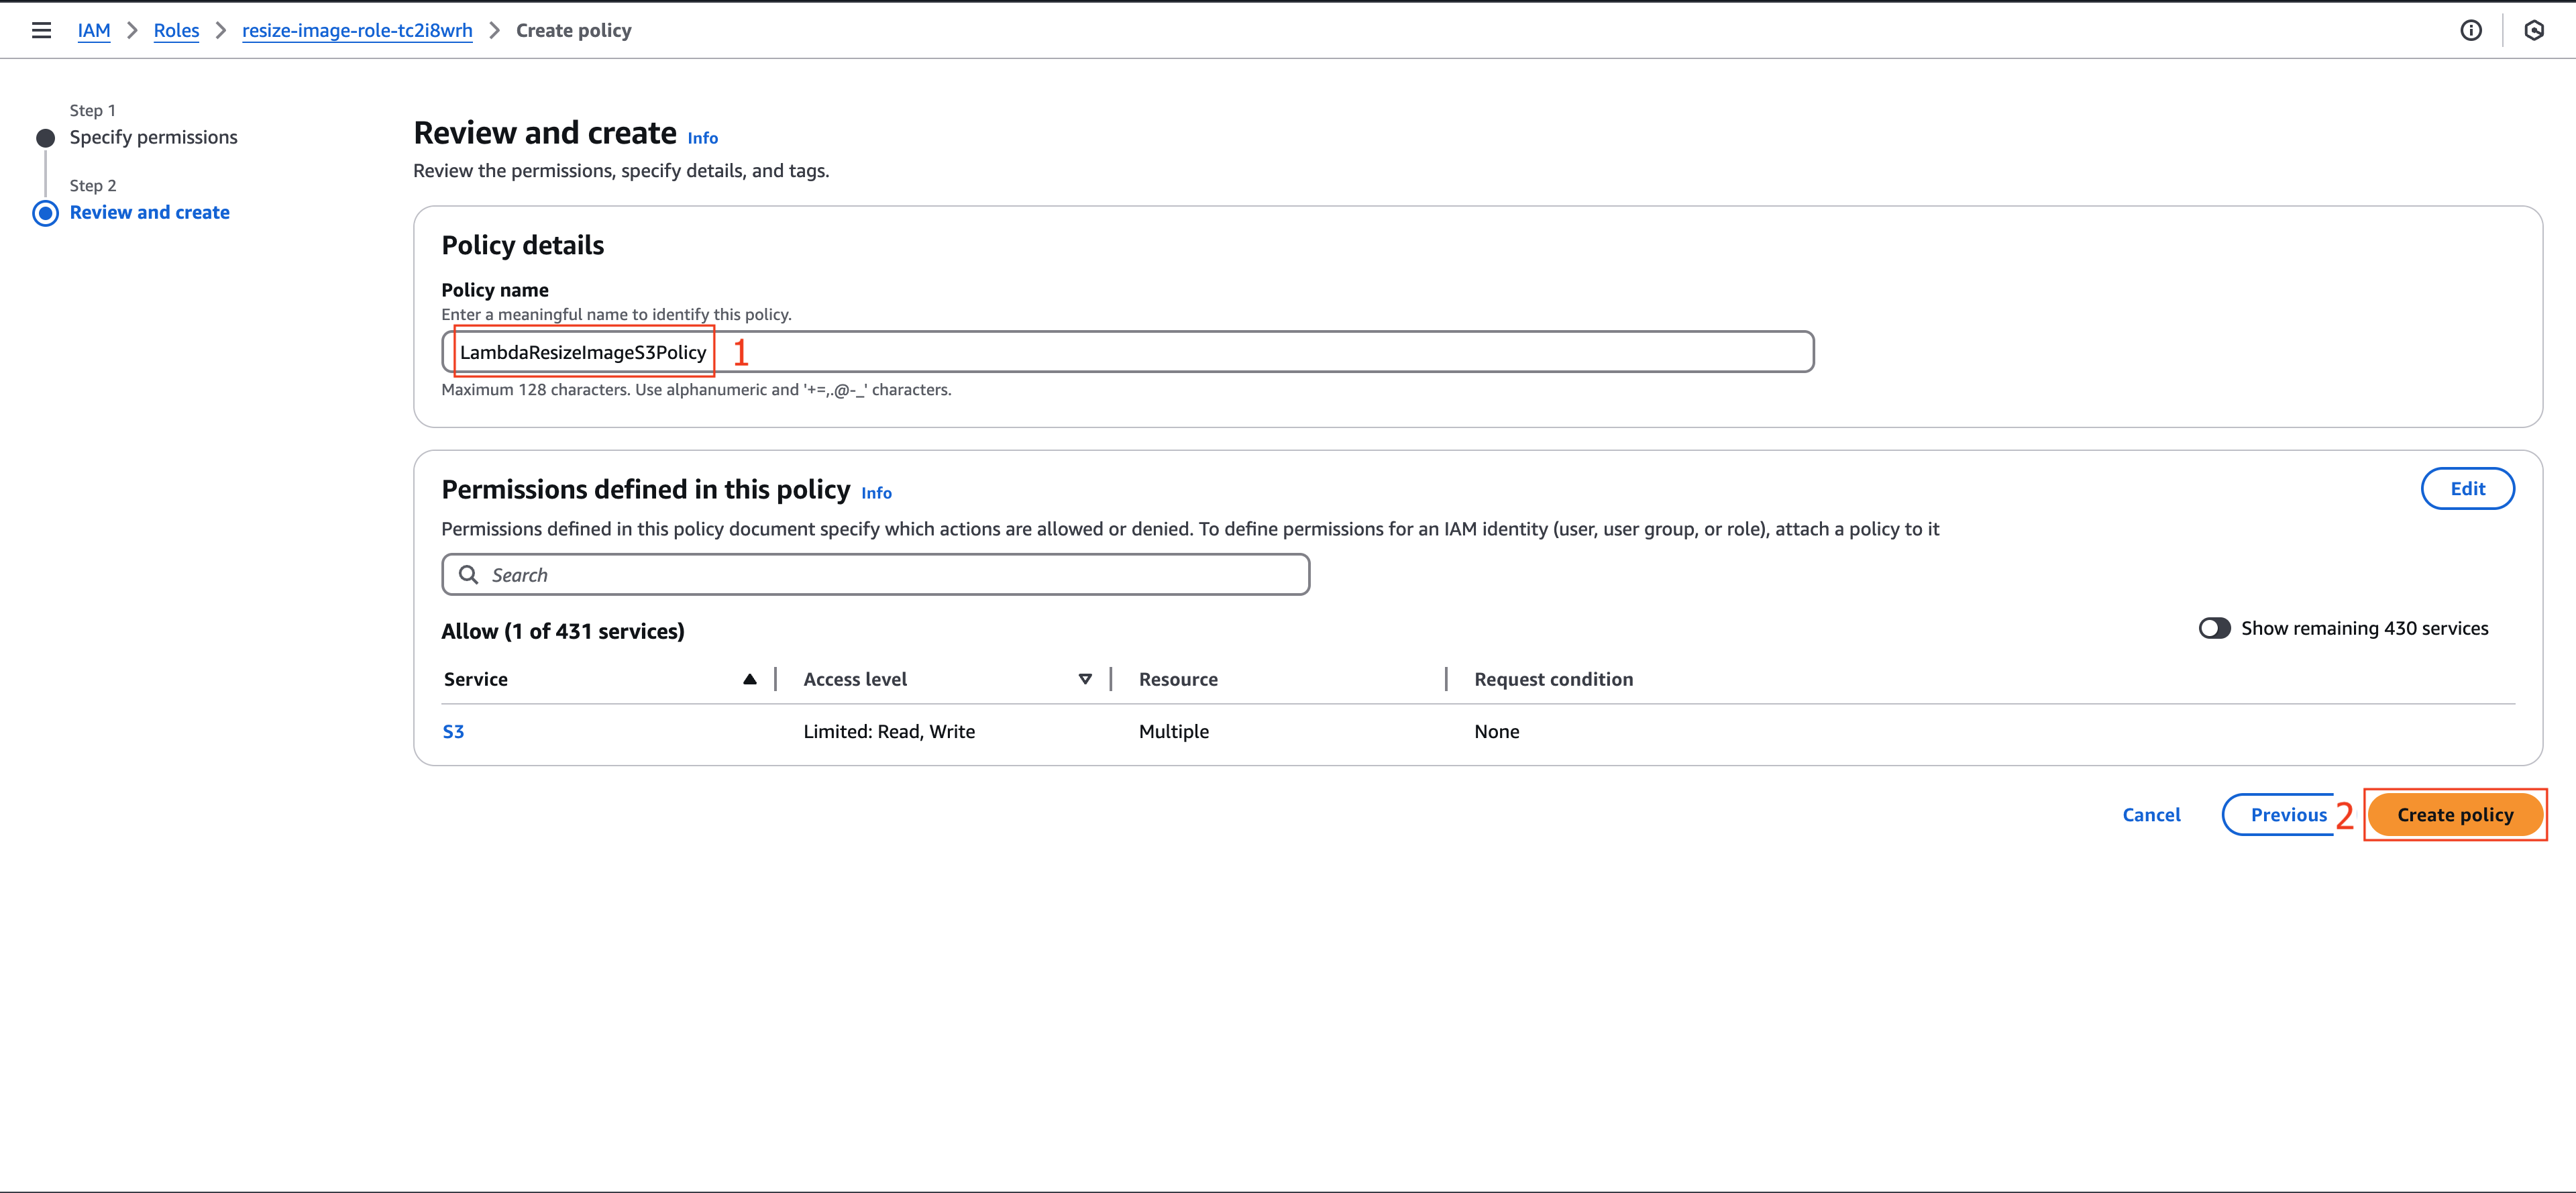 IAM > Roles > resize-image-role-tc2i8wrh > Create policy
Step 1
Specify permissions
Step 2
Review and create
Review and create Info
Review the permissions, specify details, and tags.
Policy details
Policy name
Enter a meaningful name to identify this policy.
LambdaResizeImageS3Policy 1
Maximum 128 characters. Use alphanumeric and '+=,.@-_' characters.
Permissions defined in this policy Info
Edit
Permissions defined in this policy document specify which actions are allowed or denied. To define permissions for an IAM identity (user, user group, or role), attach a policy to it
Search
Allow (1 of 431 services)
Show remaining 430 services
Service Access level Resource Request condition
S3 Limited: Read, Write Multiple None
Cancel Previous 2 Create policy